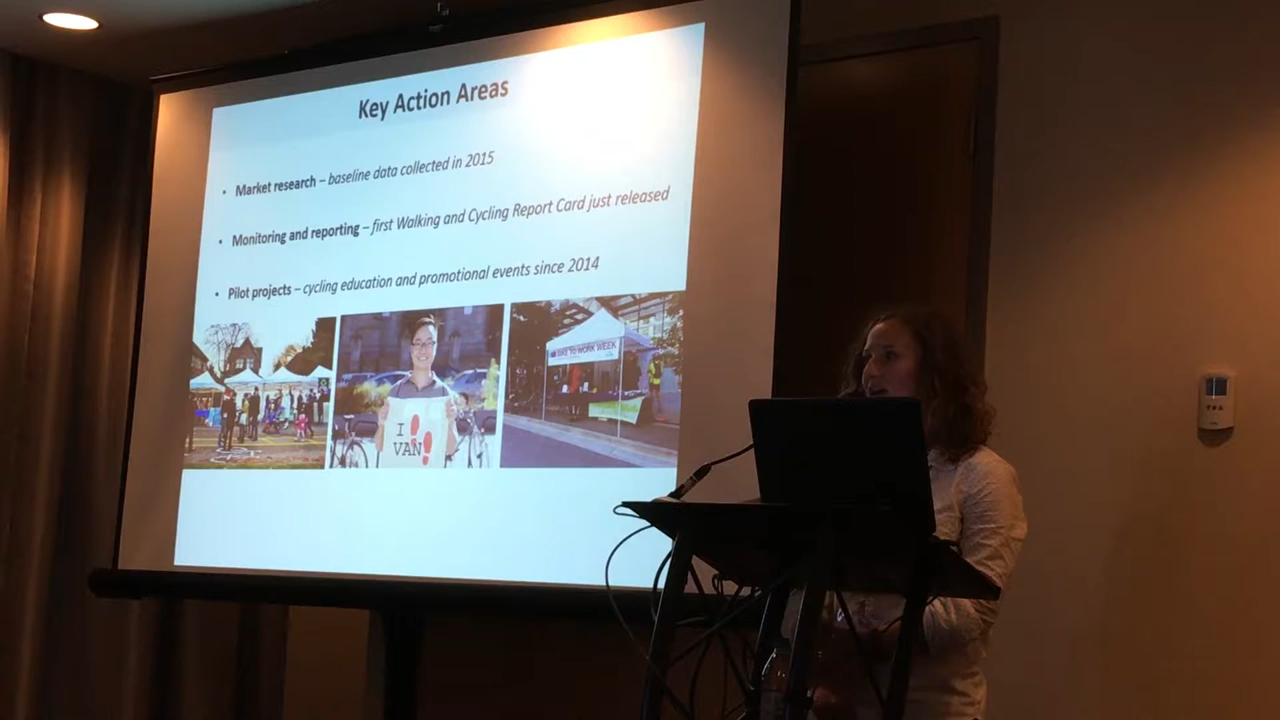 Key Action Areas
• Market research – baseline data collected in 2015
• Monitoring and reporting – first Walking and Cycling Report Card just released
• Pilot projects – cycling education and promotional events since 2014
I
VAN
BIKE TO WORK WEEK